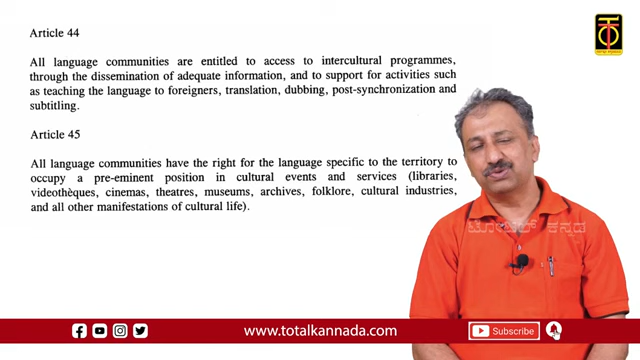 Article 44
All language communities are entitled to access to intercultural programmes,
through the dissemination of adequate information, and to support for activities such
as teaching the language to foreigners, translation, dubbing, post-synchronization and
subtitling.
Article 45
All language communities have the right for the language specific to the territory to
occupy a pre-eminent position in cultural events and services (libraries,
videothèques, cinemas, theatres, museums, archives, folklore, cultural industries,
and all other manifestations of cultural life).
ಟೋಟಲ್ ಕನ್ನಡ
www.totalkannada.com
Subscribe